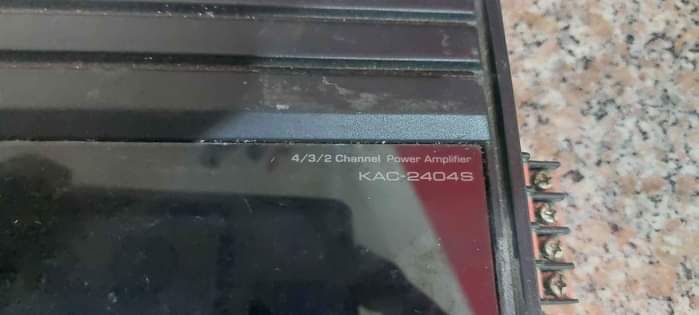 4/3/2 Channel Power Amplifier
KAC-2404S